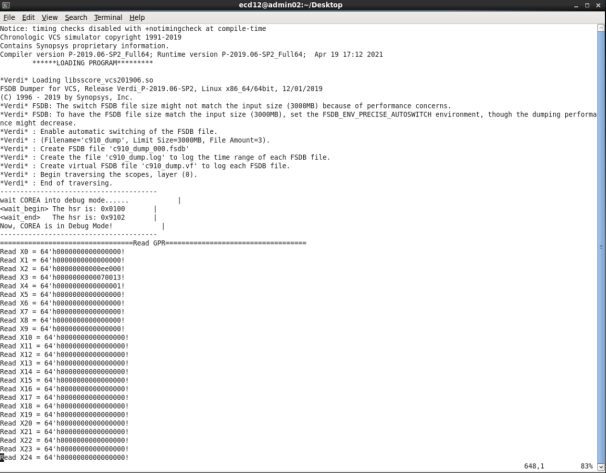 ecd12@admin02:~/Desktop
File Edit View Search Terminal Help
Notice: timing checks disabled with +notimingcheck at compile-time
Chronologic VCS simulator copyright 1991-2019
Contains Synopsys proprietary information.
Compiler version P-2019.06-SP2_Full64; Runtime version P-2019.06-SP2_Full64;  Apr 19 17:12 2021
        ******LOADING PROGRAM*********
*Verdi* Loading libsscore_vcs201906.so
FSDB Dumper for VCS, Release Verdi_P-2019.06-SP2, Linux x86_64/64bit, 12/01/2019
(C) 1996 - 2019 by Synopsys, Inc.
*Verdi* FSDB: The switch FSDB file size might not match the input size (3000MB) because of performance concerns.
*Verdi* FSDB: To have the FSDB file size match the input size (3000MB), set the FSDB_ENV_PRECISE_AUTOSWITCH environment, though the dumping performa
nce might decrease.
*Verdi* : Enable automatic switching of the FSDB file.
*Verdi* : (Filename='c910_dump', Limit Size=3000MB, File Amount=3).
*Verdi* : Create FSDB file 'c910_dump_000.fsdb'
*Verdi* : Create the file 'c910_dump.log' to log the time range of each FSDB file.
*Verdi* : Create virtual FSDB file 'c910_dump.vf' to log each FSDB file.
*Verdi* : Begin traversing the scopes, layer (0).
*Verdi* : End of traversing.
---------------------------------------
wait COREA into debug mode......            |
<wait_begin> The hsr is: 0x0100       |
<wait_end>   The hsr is: 0x9102       |
Now, COREA is in Debug Mode!            |
---------------------------------------
=================================Read GPR===================================
Read X0 = 64'h0000000000000000!
Read X1 = 64'h0000000000000000!
Read X2 = 64'h00000000000ee000!
Read X3 = 64'h0000000000070013!
Read X4 = 64'h0000000000000001!
Read X5 = 64'h0000000000000000!
Read X6 = 64'h0000000000000000!
Read X7 = 64'h0000000000000000!
Read X8 = 64'h0000000000000000!
Read X9 = 64'h0000000000000000!
Read X10 = 64'h0000000000000000!
Read X11 = 64'h0000000000000000!
Read X12 = 64'h0000000000000000!
Read X13 = 64'h0000000000000000!
Read X14 = 64'h0000000000000000!
Read X15 = 64'h0000000000000000!
Read X16 = 64'h0000000000000000!
Read X17 = 64'h0000000000000000!
Read X18 = 64'h0000000000000000!
Read X19 = 64'h0000000000000000!
Read X20 = 64'h0000000000000000!
Read X21 = 64'h0000000000000000!
Read X22 = 64'h0000000000000000!
Read X23 = 64'h0000000000000000!
Read X24 = 64'h0000000000000000!
648,1 83%